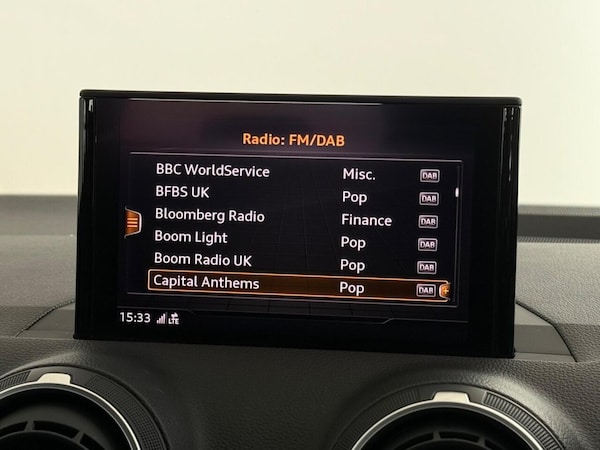 Radio: FM/DAB
BBC WorldService Misc. DAB
BFBS UK Pop DAB
Bloomberg Radio Finance DAB
Boom Light Pop DAB
Boom Radio UK Pop DAB
Capital Anthems Pop DAB
15:33 LTE